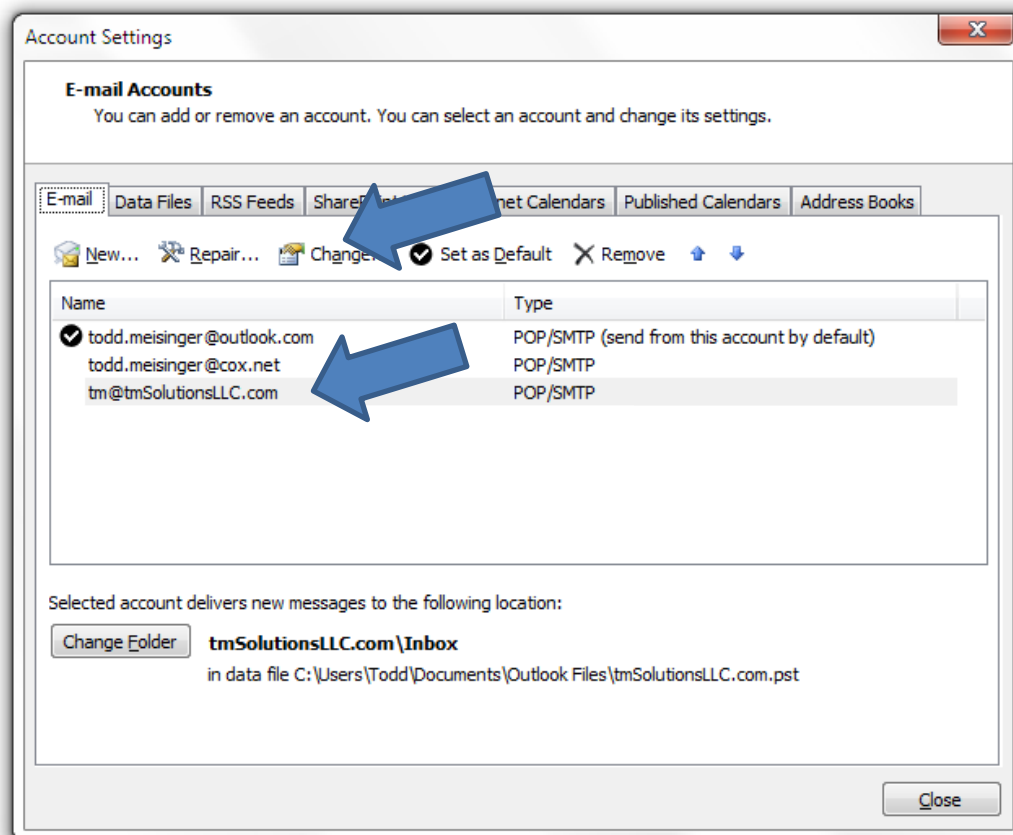 Account Settings
E-mail Accounts
You can add or remove an account. You can select an account and change its settings.
E-mail Data Files RSS Feeds net Calendars Published Calendars Address Books
New... Repair... Change. Set as Default Remove
Name Type
todd.meisinger@outlook.com POP/SMTP (send from this account by default)
todd.meisinger@cox.net POP/SMTP
tm@tmSolutionsLLC.com POP/SMTP
Selected account delivers new messages to the following location:
Change Folder tmSolutionsLLC.com\Inbox
in data file C:\Users\Todd\Documents\Outlook Files\tmSolutionsLLC.com.pst
Close